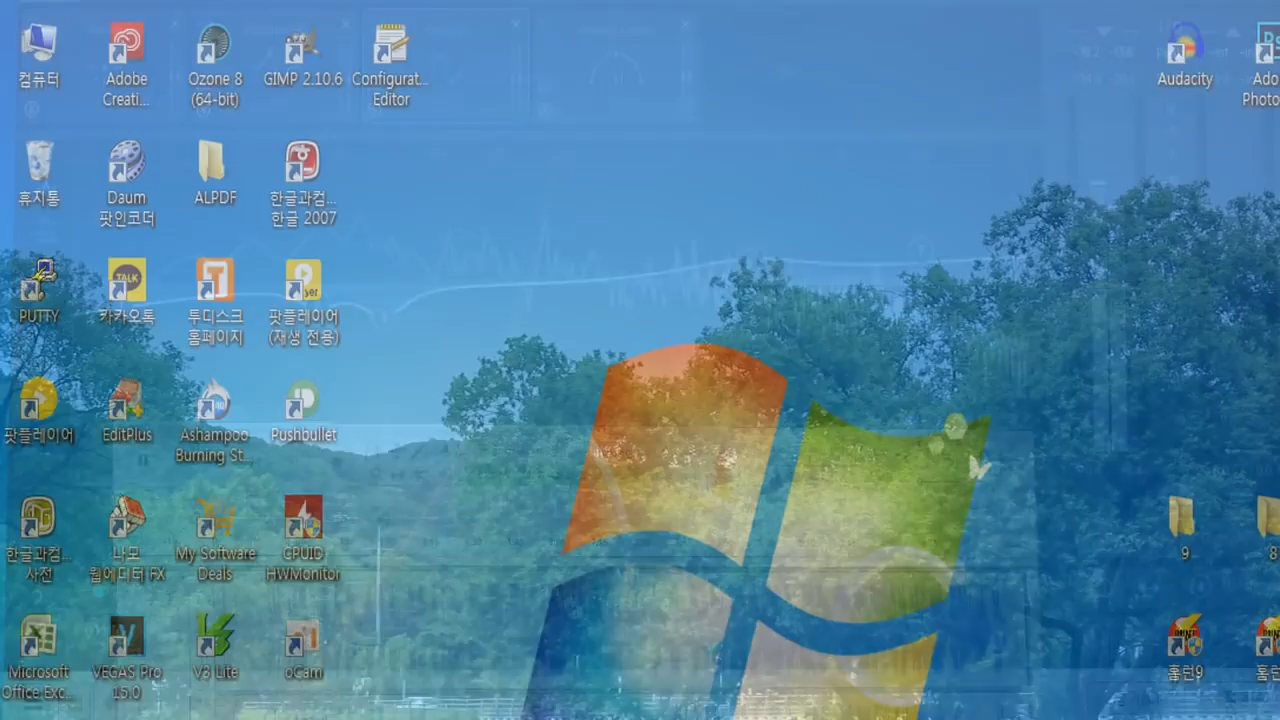 컴퓨터
Adobe
Creati...
Ozone 8
(64-bit)
GIMP 2.10.6
Configurat...
Editor
Audacity
Ado
Photo
휴지통
Daum
팟인코더
ALPDF
한글과컴...
한글 2007
PUTTY
TALK
카카오톡
투디스크
홈페이지
yer
팟플레이어
(재생 전용)
팟플레이어
EditPlus
Ashampoo
Burning St...
Pushbullet
한글과컴...
사전
나모
웹에디터 FX
My Software
Deals
CPUID
HWMonitor
9
8
Microsoft
Office Exc...
VEGAS Pro
15.0
V3 Lite
oCam
홈런9
홈런